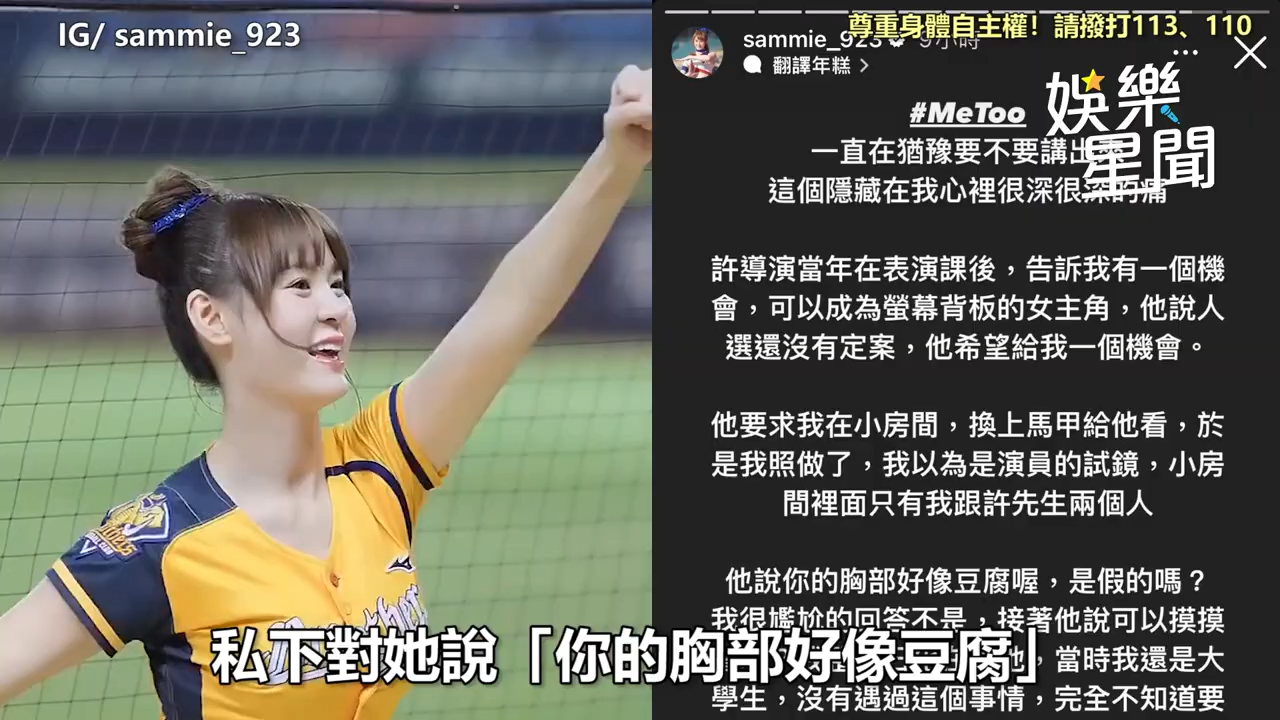 IG/ sammie_923
尊重身體自主權！請撥打113、110
sammie_923 9小時
翻譯年糕 >
娛樂星聞
#MeToo
一直在猶豫要不要講出來
這個隱藏在我心裡很深很深的痛
許導演當年在表演課後，告訴我有一個機
會，可以成為螢幕背板的女主角，他說人
選還沒有定案，他希望給我一個機會。
他要求我在小房間，換上馬甲給他看，於
是我照做了，我以為是演員的試鏡，小房
間裡面只有我跟許先生兩個人
他說你的胸部好像豆腐喔，是假的嗎？
我很尷尬的回答不是，接著他說可以摸摸
，當時我還是大
學生，沒有遇過這個事情，完全不知道要
私下對她說「你的胸部好像豆腐」